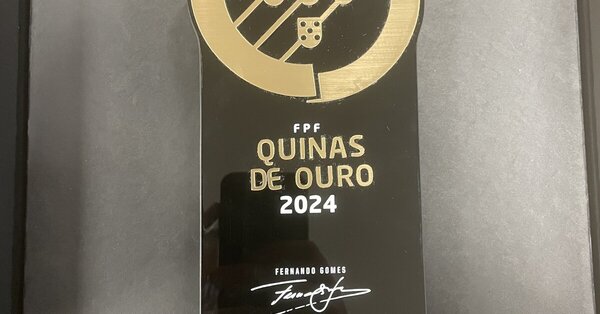 FPF
QUINAS
DE OURO
2024
FERNANDO GOMES